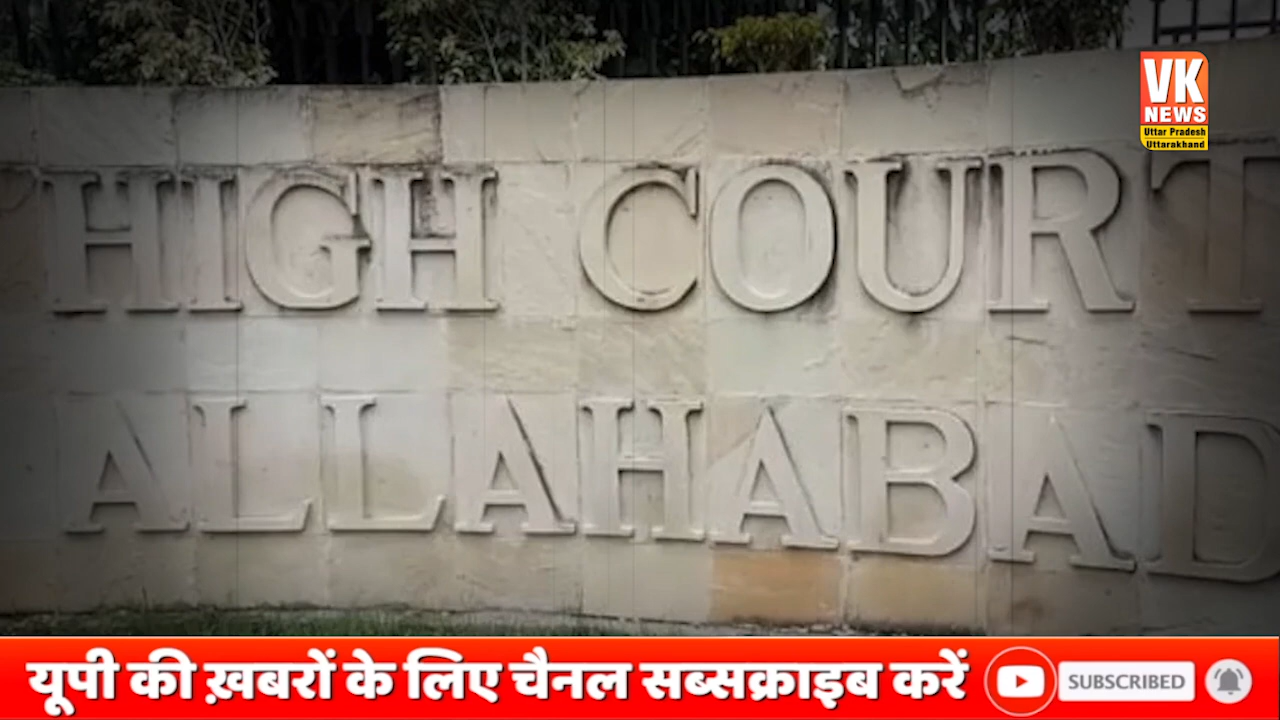 VK
NEWS
Uttar Pradesh
Uttarakhand
HIGH COURT
ALLAHABAD
यूपी की ख़बरों के लिए चैनल सब्सक्राइब करें
SUBSCRIBED